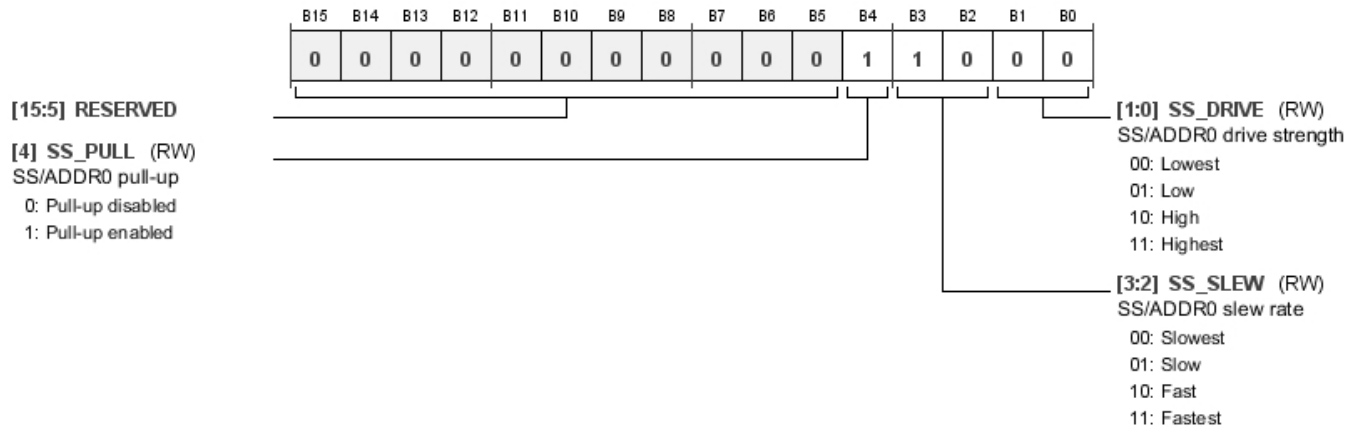 B15 B14 B13 B12 B11 B10 B9 B8 B7 B6 B5 B4 B3 B2 B1 B0
0 0 0 0 0 0 0 0 0 0 0 1 1 0 0 0
[15:5] RESERVED
[4] SS_PULL (RW)
SS/ADDR0 pull-up
0: Pull-up disabled
1: Pull-up enabled
[1:0] SS_DRIVE (RW)
SS/ADDR0 drive strength
00: Lowest
01: Low
10: High
11: Highest
[3:2] SS_SLEW (RW)
SS/ADDR0 slew rate
00: Slowest
01: Slow
10: Fast
11: Fastest